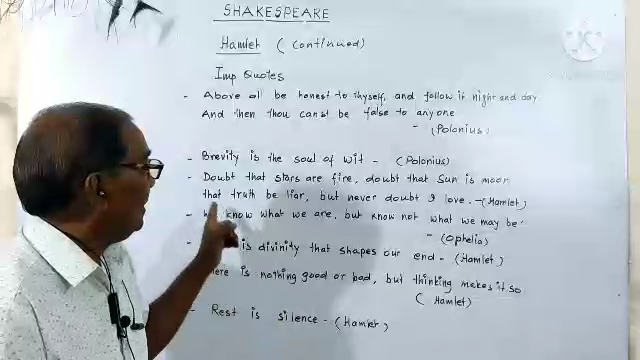 SHAKESPEARE
Hamlet (Continued)
Imp Quotes
- Above all be honest to thyself, and follow it night and day
And then thou canst be false to anyone
- (Polonius)
- Brevity is the soul of wit - (Polonius)
- Doubt that stars are fire, doubt that sun is moon
that truth be liar, but never doubt I love. - (Hamlet)
- know what we are, but know not what we may be
- (Ophelia)
- is divinity that shapes our end - (Hamlet)
here is nothing good or bad, but thinking makes it so
(Hamlet)
- Rest is silence - (Hamlet)